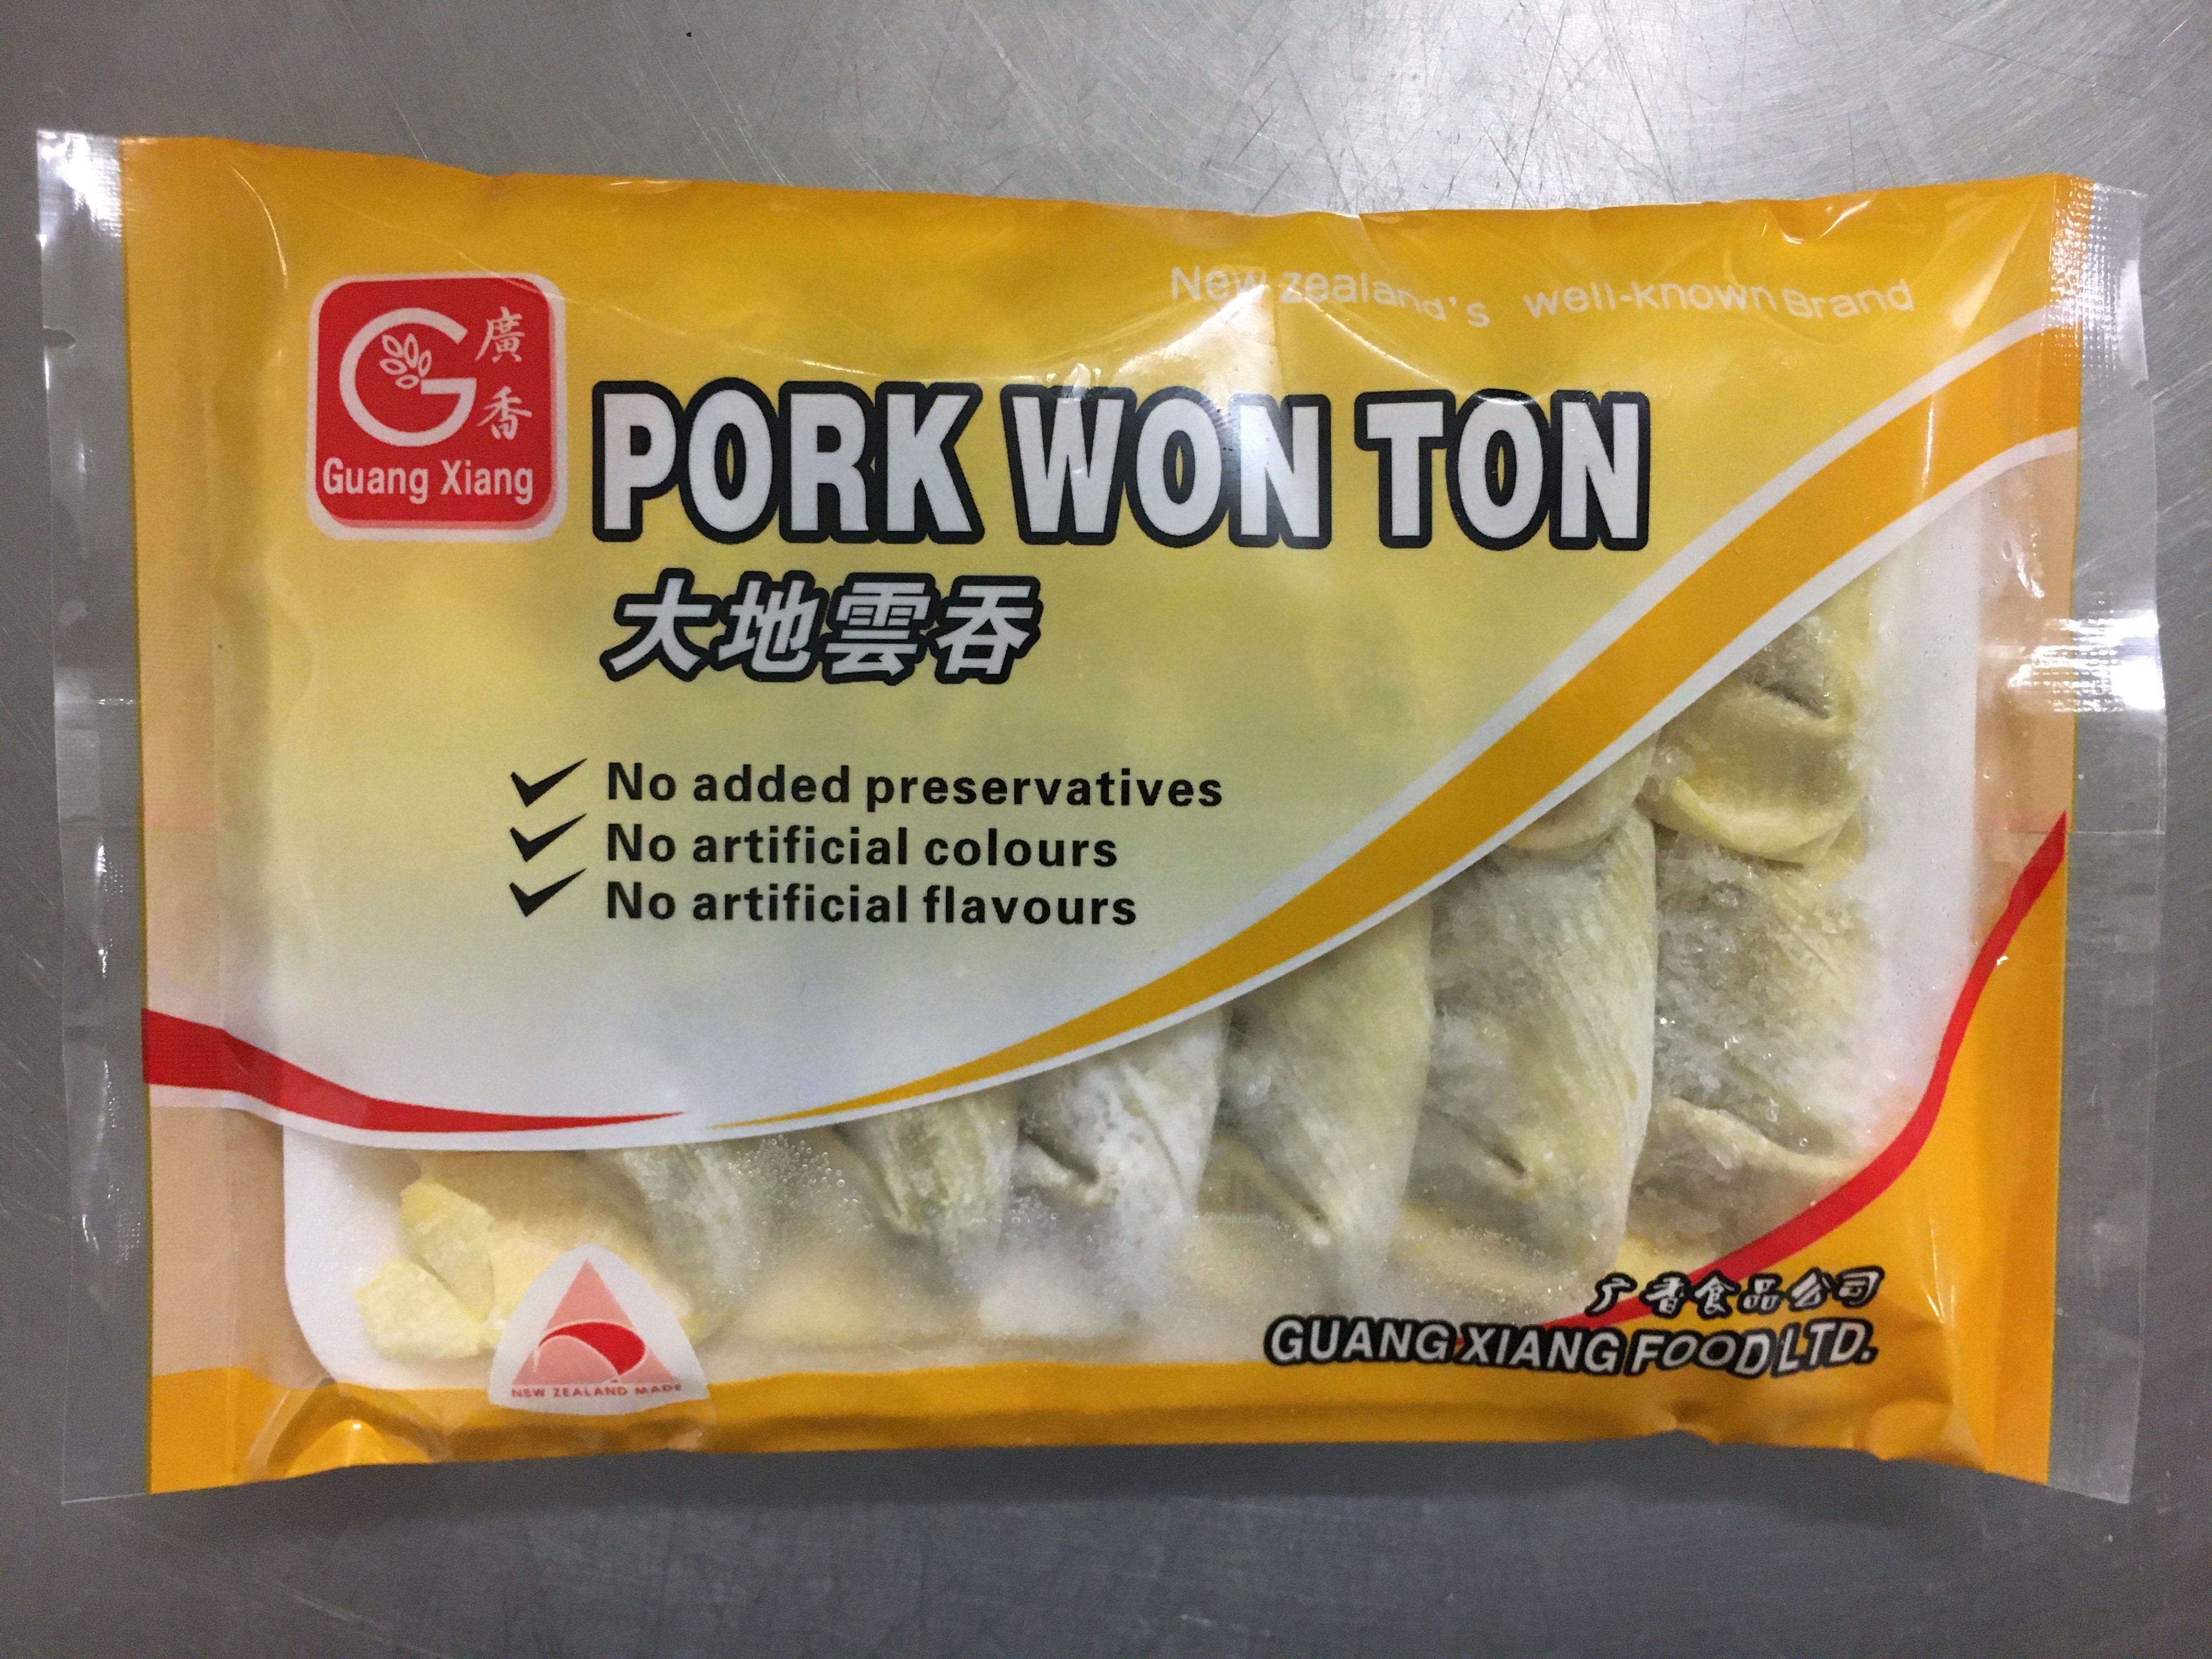 New zealand's well-known Brand
廣
香
Guang Xiang
PORK WON TON
大地雲吞
No added preservatives
No artificial colours
No artificial flavours
NEW ZEALAND MADE
广香食品公司
GUANG XIANG FOOD LTD.